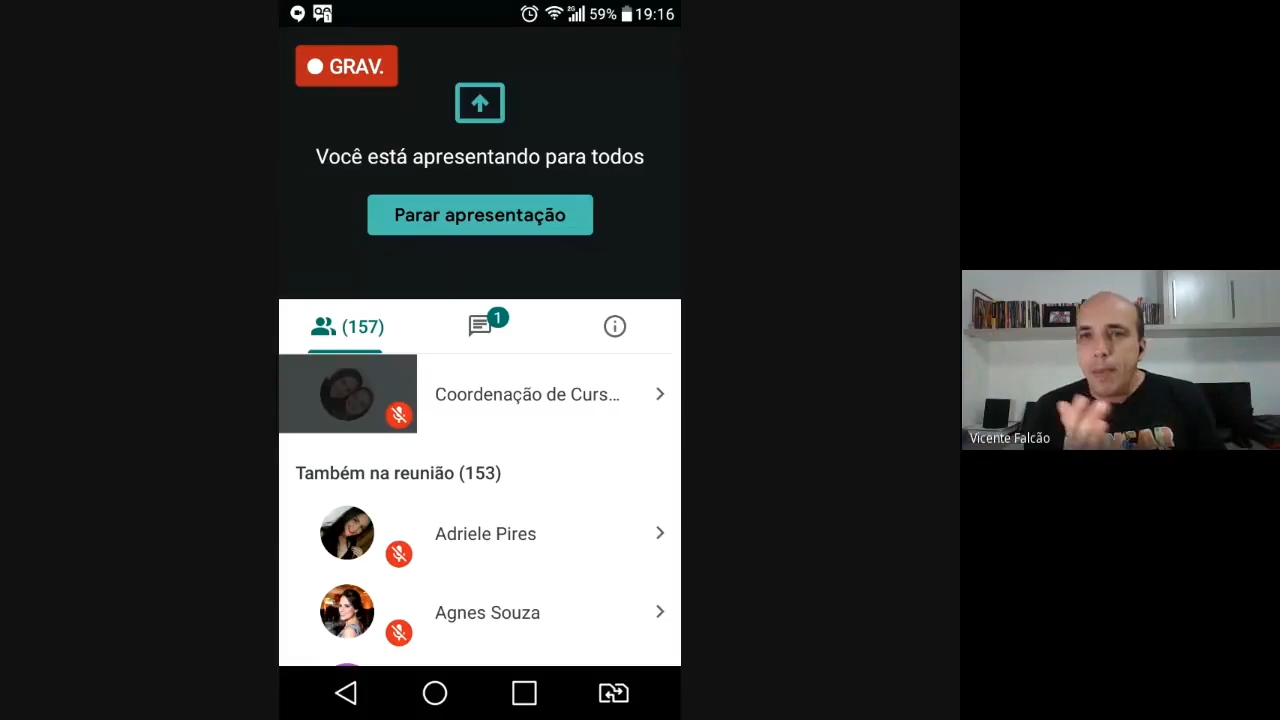 59% 19:16
GRAV.
Você está apresentando para todos
Parar apresentação
(157)
1
Coordenação de Curs...
Também na reunião (153)
Adriele Pires
Agnes Souza
Vicente Falcão